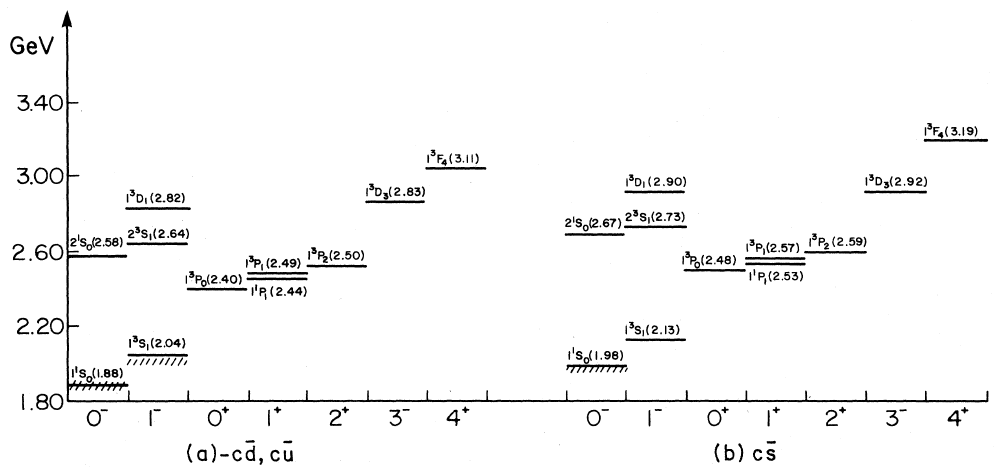 GeV
3.40
3.00
2.60
2.20
1.80
1³F₄(3.11)
1³D₃(2.83)
1³D₁(2.82)
2³S₁(2.64)
2¹S₀(2.58)
1³P₂(2.50)
1³P₁(2.49)
1¹P₁(2.44)
1³P₀(2.40)
1³S₁(2.04)
1¹S₀(1.88)
1³F₄(3.19)
1³D₃(2.92)
1³D₁(2.90)
2³S₁(2.73)
2¹S₀(2.67)
1³P₂(2.59)
1³P₁(2.57)
1¹P₁(2.53)
1³P₀(2.48)
1³S₁(2.13)
1¹S₀(1.98)
0⁻ 1⁻ 0⁺ 1⁺ 2⁺ 3⁻ 4⁺
0⁻ 1⁻ 0⁺ 1⁺ 2⁺ 3⁻ 4⁺
(a)-cd̄, cū
(b) cs̄